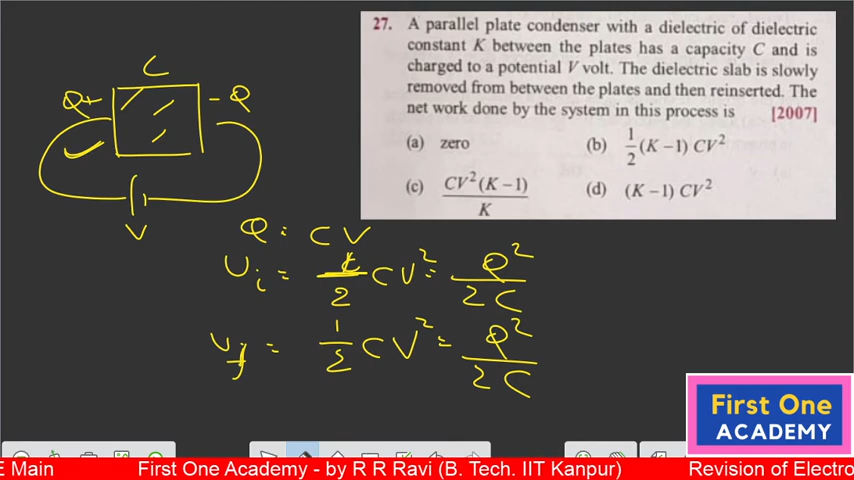 27. A parallel plate condenser with a dielectric of dielectric
constant K between the plates has a capacity C and is
charged to a potential V volt. The dielectric slab is slowly
removed from between the plates and then reinserted. The
net work done by the system in this process is [2007]
(a) zero (b) 1/2 (K –1) CV²
(c) CV²(K –1)/K (d) (K –1) CV²
C
Q+ – Q
V
Q = CV
Ui = 1/2 CV² = Q²/2C
Uf = 1/2 CV² = Q²/2C
First One
ACADEMY
E Main First One Academy - by R R Ravi (B. Tech. IIT Kanpur) Revision of Electro